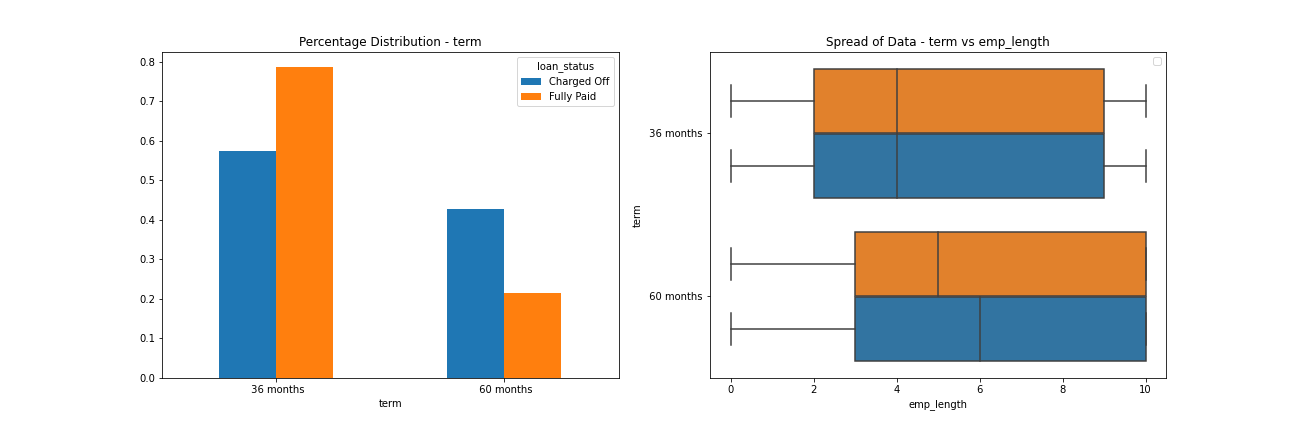 Percentage Distribution - term
0.8
0.7
0.6
0.5
0.4
0.3
0.2
0.1
0.0
loan_status
Charged Off
Fully Paid
36 months
60 months
term
Spread of Data - term vs emp_length
term
36 months
60 months
0 2 4 6 8 10
emp_length